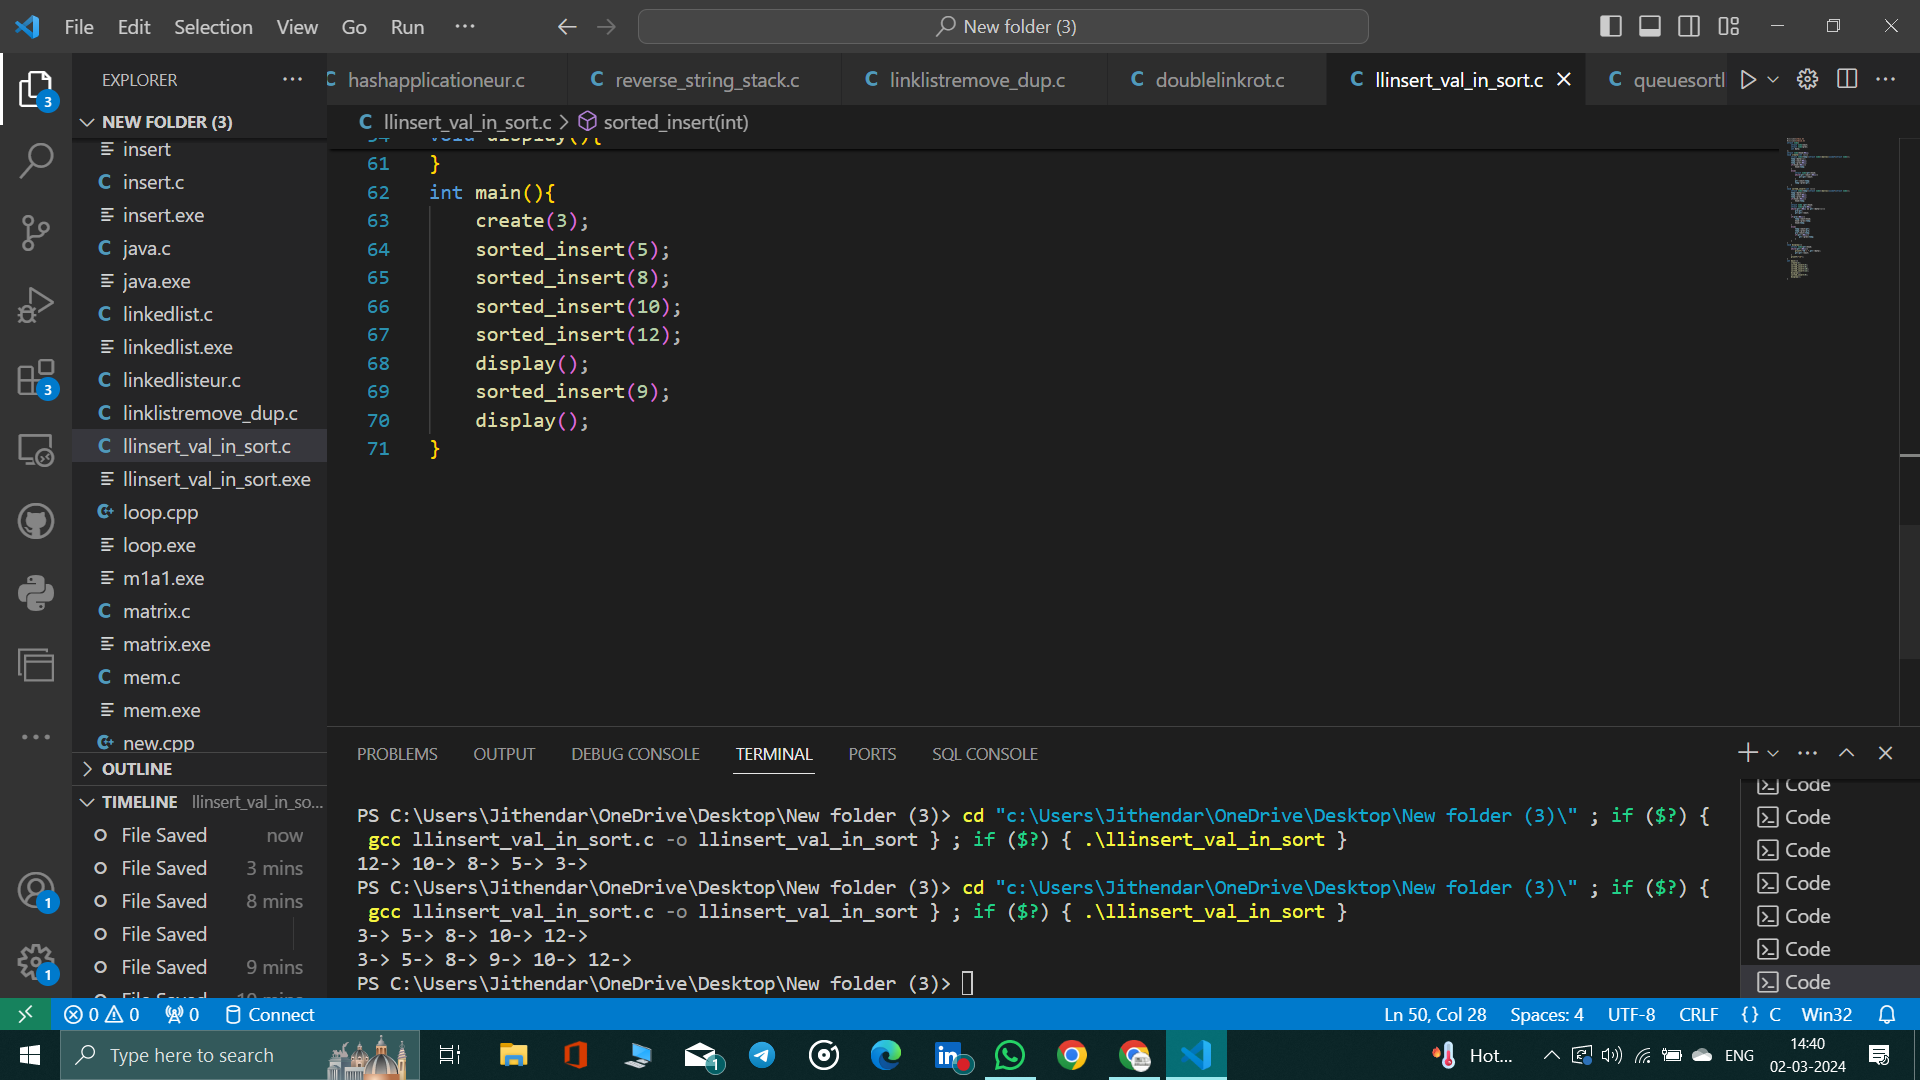 File Edit Selection View Go Run ··· New folder (3)
EXPLORER ···
hashapplicationeur.c reverse_string_stack.c linklistremove_dup.c doublelinkrot.c llinsert_val_in_sort.c queuesortl
NEW FOLDER (3)
llinsert_val_in_sort.c > sorted_insert(int)
insert
insert.c
insert.exe
java.c
java.exe
linkedlist.c
linkedlist.exe
linkedlisteur.c
linklistremove_dup.c
llinsert_val_in_sort.c
llinsert_val_in_sort.exe
loop.cpp
loop.exe
m1a1.exe
matrix.c
matrix.exe
mem.c
mem.exe
new.cpp
OUTLINE
TIMELINE llinsert_val_in_so...
File Saved now
File Saved 3 mins
File Saved 8 mins
File Saved
File Saved 9 mins
File Saved 10 mins
54 void display(){
61 }
62 int main(){
63 create(3);
64 sorted_insert(5);
65 sorted_insert(8);
66 sorted_insert(10);
67 sorted_insert(12);
68 display();
69 sorted_insert(9);
70 display();
71 }
PROBLEMS OUTPUT DEBUG CONSOLE TERMINAL PORTS SQL CONSOLE
PS C:\Users\Jithendar\OneDrive\Desktop\New folder (3)> cd "c:\Users\Jithendar\OneDrive\Desktop\New folder (3)\" ; if ($?) {
gcc llinsert_val_in_sort.c -o llinsert_val_in_sort } ; if ($?) { .\llinsert_val_in_sort }
12-> 10-> 8-> 5-> 3->
PS C:\Users\Jithendar\OneDrive\Desktop\New folder (3)> cd "c:\Users\Jithendar\OneDrive\Desktop\New folder (3)\" ; if ($?) {
gcc llinsert_val_in_sort.c -o llinsert_val_in_sort } ; if ($?) { .\llinsert_val_in_sort }
3-> 5-> 8-> 10-> 12->
3-> 5-> 8-> 9-> 10-> 12->
PS C:\Users\Jithendar\OneDrive\Desktop\New folder (3)>
Code
Code
Code
Code
Code
Code
Code
0 0 0 Connect Ln 50, Col 28 Spaces: 4 UTF-8 CRLF {} C Win32
Type here to search Hot... ENG 14:40
02-03-2024